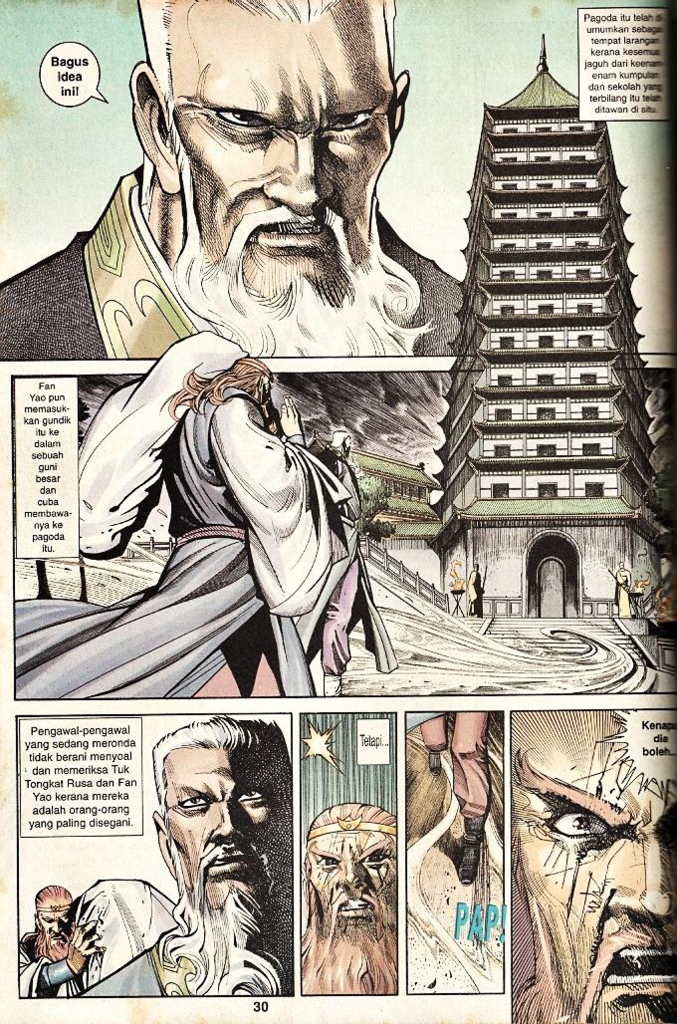 Bagus
idea
ini!
Pagoda itu telah di
umumkan sebagai
tempat larangan
kerana kesemua
jaguh dari keenam-
enam kumpulan
dan sekolah yang
terbilang itu telah
ditawan di situ.
Fan
Yao pun
memasuk-
kan gundik
itu ke
dalam
sebuah
guni
besar
dan
cuba
membawa-
nya ke
pagoda
itu.
Pengawal-pengawal
yang sedang meronda
tidak berani menyoal
dan memeriksa Tuk
Tongkat Rusa dan Fan
Yao kerana mereka
adalah orang-orang
yang paling disegani.
Tetapi...
PAP!
Kenapa
dia
boleh...
30